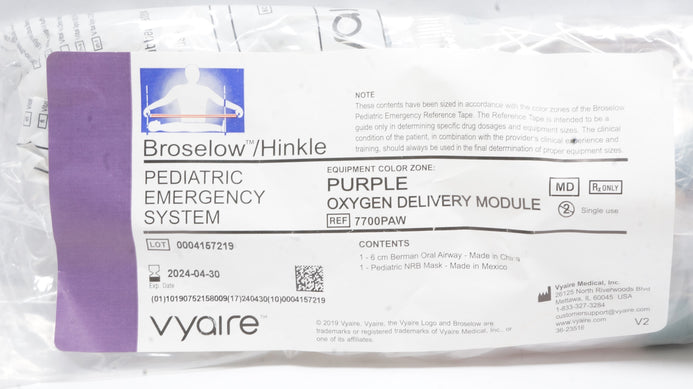 Broselow™/Hinkle
PEDIATRIC
EMERGENCY
SYSTEM
NOTE
These contents have been sized in accordance with the color zones of the Broselow
Pediatric Emergency Reference Tape. The Reference Tape is intended to be a
guide only in determining specific drug dosages and equipment sizes. The clinical
condition of the patient, in combination with the provider's clinical experience and
training, should always be used in the final determination of proper equipment sizes.
EQUIPMENT COLOR ZONE:
PURPLE
OXYGEN DELIVERY MODULE
REF 7700PAW
MD
Rx ONLY
2 Single use
LOT 0004157219
2024-04-30
Exp. Date
(01)10190752158009(17)240430(10)0004157219
vyaire™
CONTENTS
1 - 6 cm Berman Oral Airway - Made in China
1 - Pediatric NRB Mask - Made in Mexico
© 2019 Vyaire. Vyaire, the Vyaire Logo and Broselow are
trademarks or registered trademarks of Vyaire Medical, Inc., or
one of its affiliates.
Vyaire Medical, Inc.
26125 North Riverwoods Blvd
Mettawa, IL 60045 USA
1-833-327-3284
customersupport@vyaire.com
www.vyaire.com
36-23516
V2